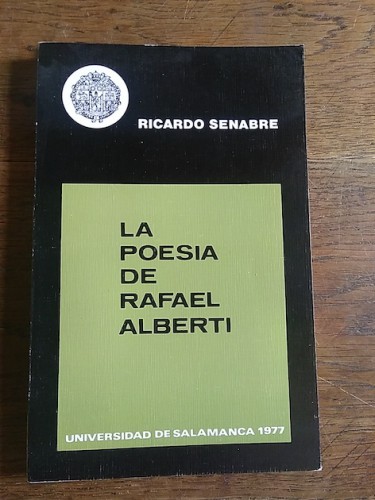 RICARDO SENABRE
LA
POESIA
DE
RAFAEL
ALBERTI
UNIVERSIDAD DE SALAMANCA 1977